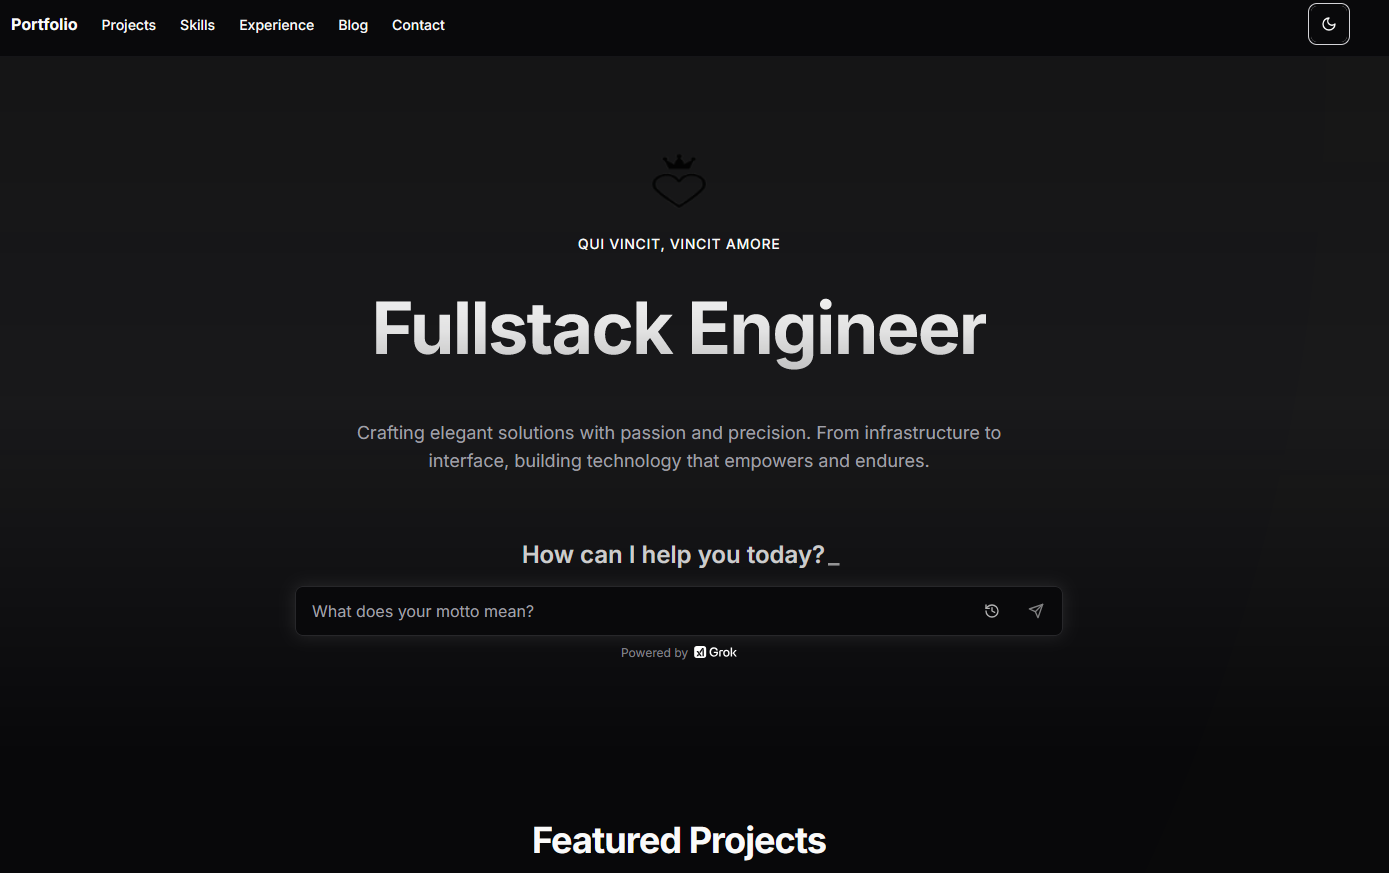 Portfolio Projects Skills Experience Blog Contact
QUI VINCIT, VINCIT AMORE
Fullstack Engineer
Crafting elegant solutions with passion and precision. From infrastructure to
interface, building technology that empowers and endures.
How can I help you today?_
What does your motto mean?
Powered by xI Grok
Featured Projects